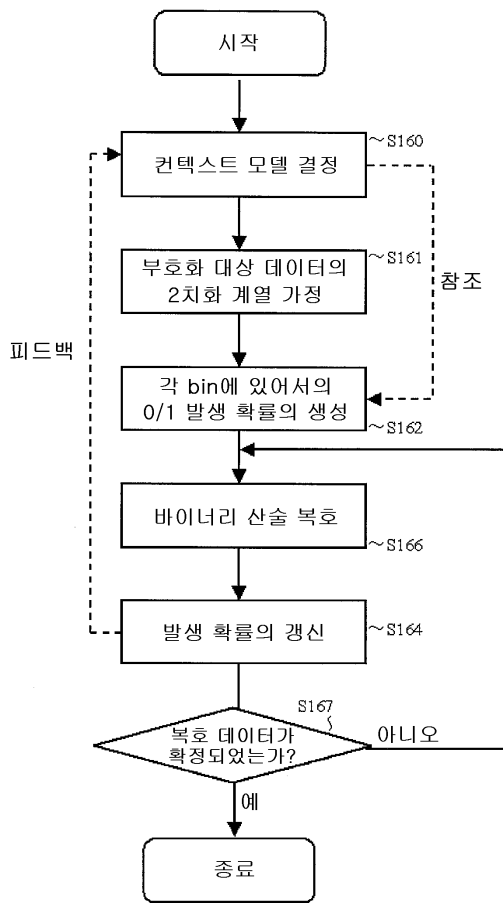 시작
~S160
컨텍스트 모델 결정
~S161
부호화 대상 데이터의
2치화 계열 가정
참조
피드백
각 bin에 있어서의
0/1 발생 확률의 생성
~S162
바이너리 산술 복호
~S166
발생 확률의 갱신
~S164
S167
복호 데이터가
확정되었는가?
아니오
예
종료